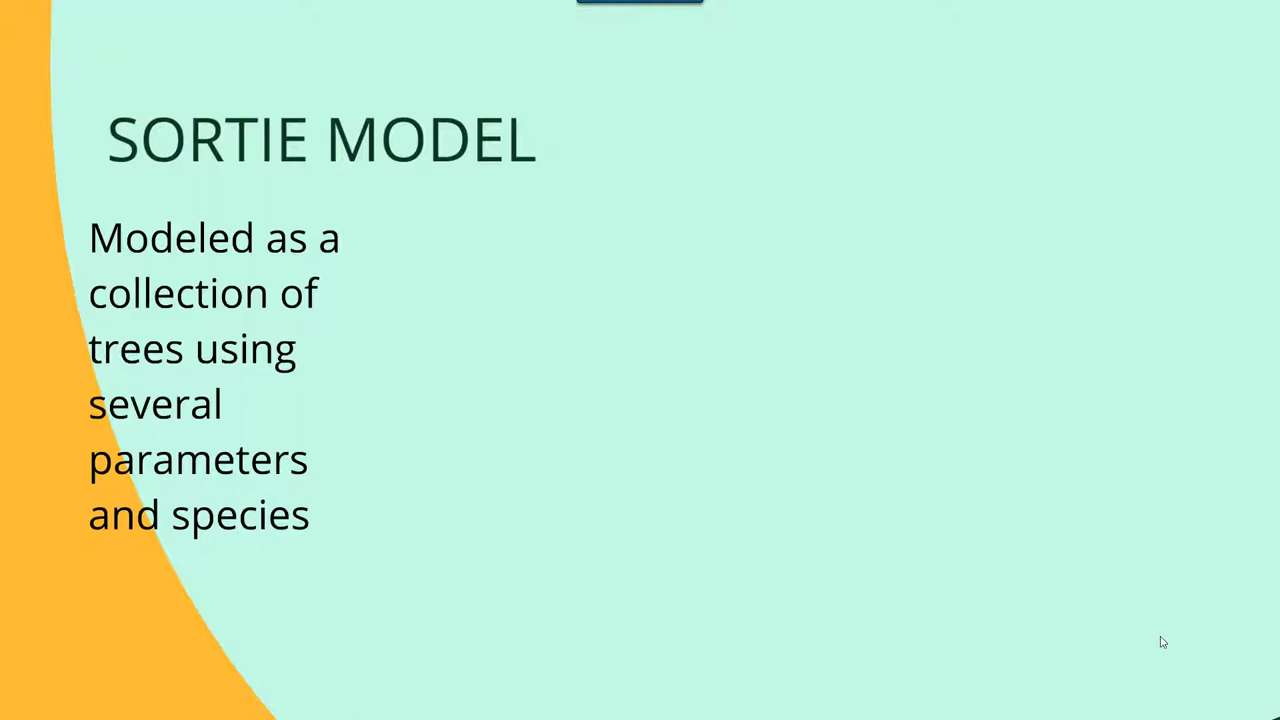 SORTIE MODEL
Modeled as a
collection of
trees using
several
parameters
and species